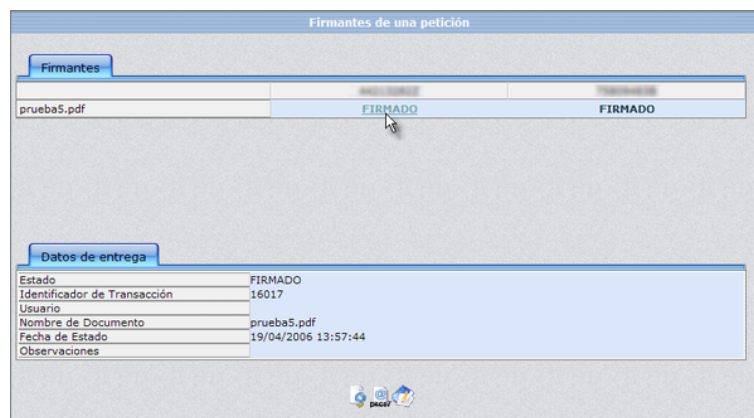 Firmantes de una petición
Firmantes
prueba5.pdf FIRMADO FIRMADO
Datos de entrega
Estado FIRMADO
Identificador de Transacción 16017
Usuario
Nombre de Documento prueba5.pdf
Fecha de Estado 19/04/2006 13:57:44
Observaciones
PKCS7